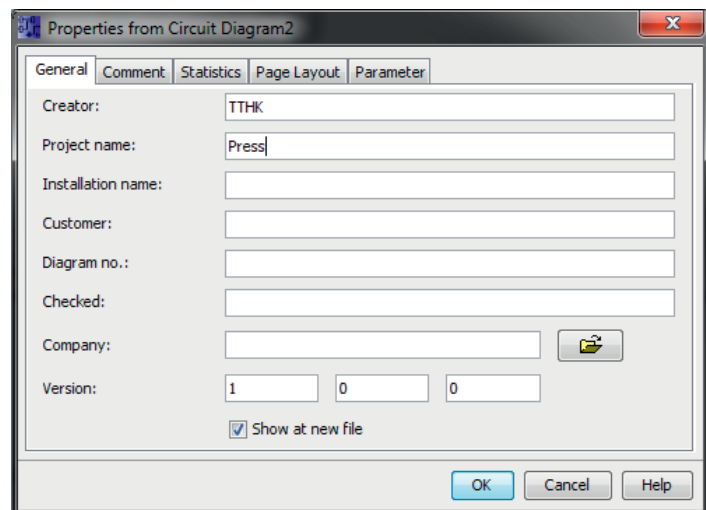 Properties from Circuit Diagram2
General Comment Statistics Page Layout Parameter
Creator: TTHK
Project name: Press
Installation name:
Customer:
Diagram no.:
Checked:
Company:
Version: 1 0 0
Show at new file
OK Cancel Help